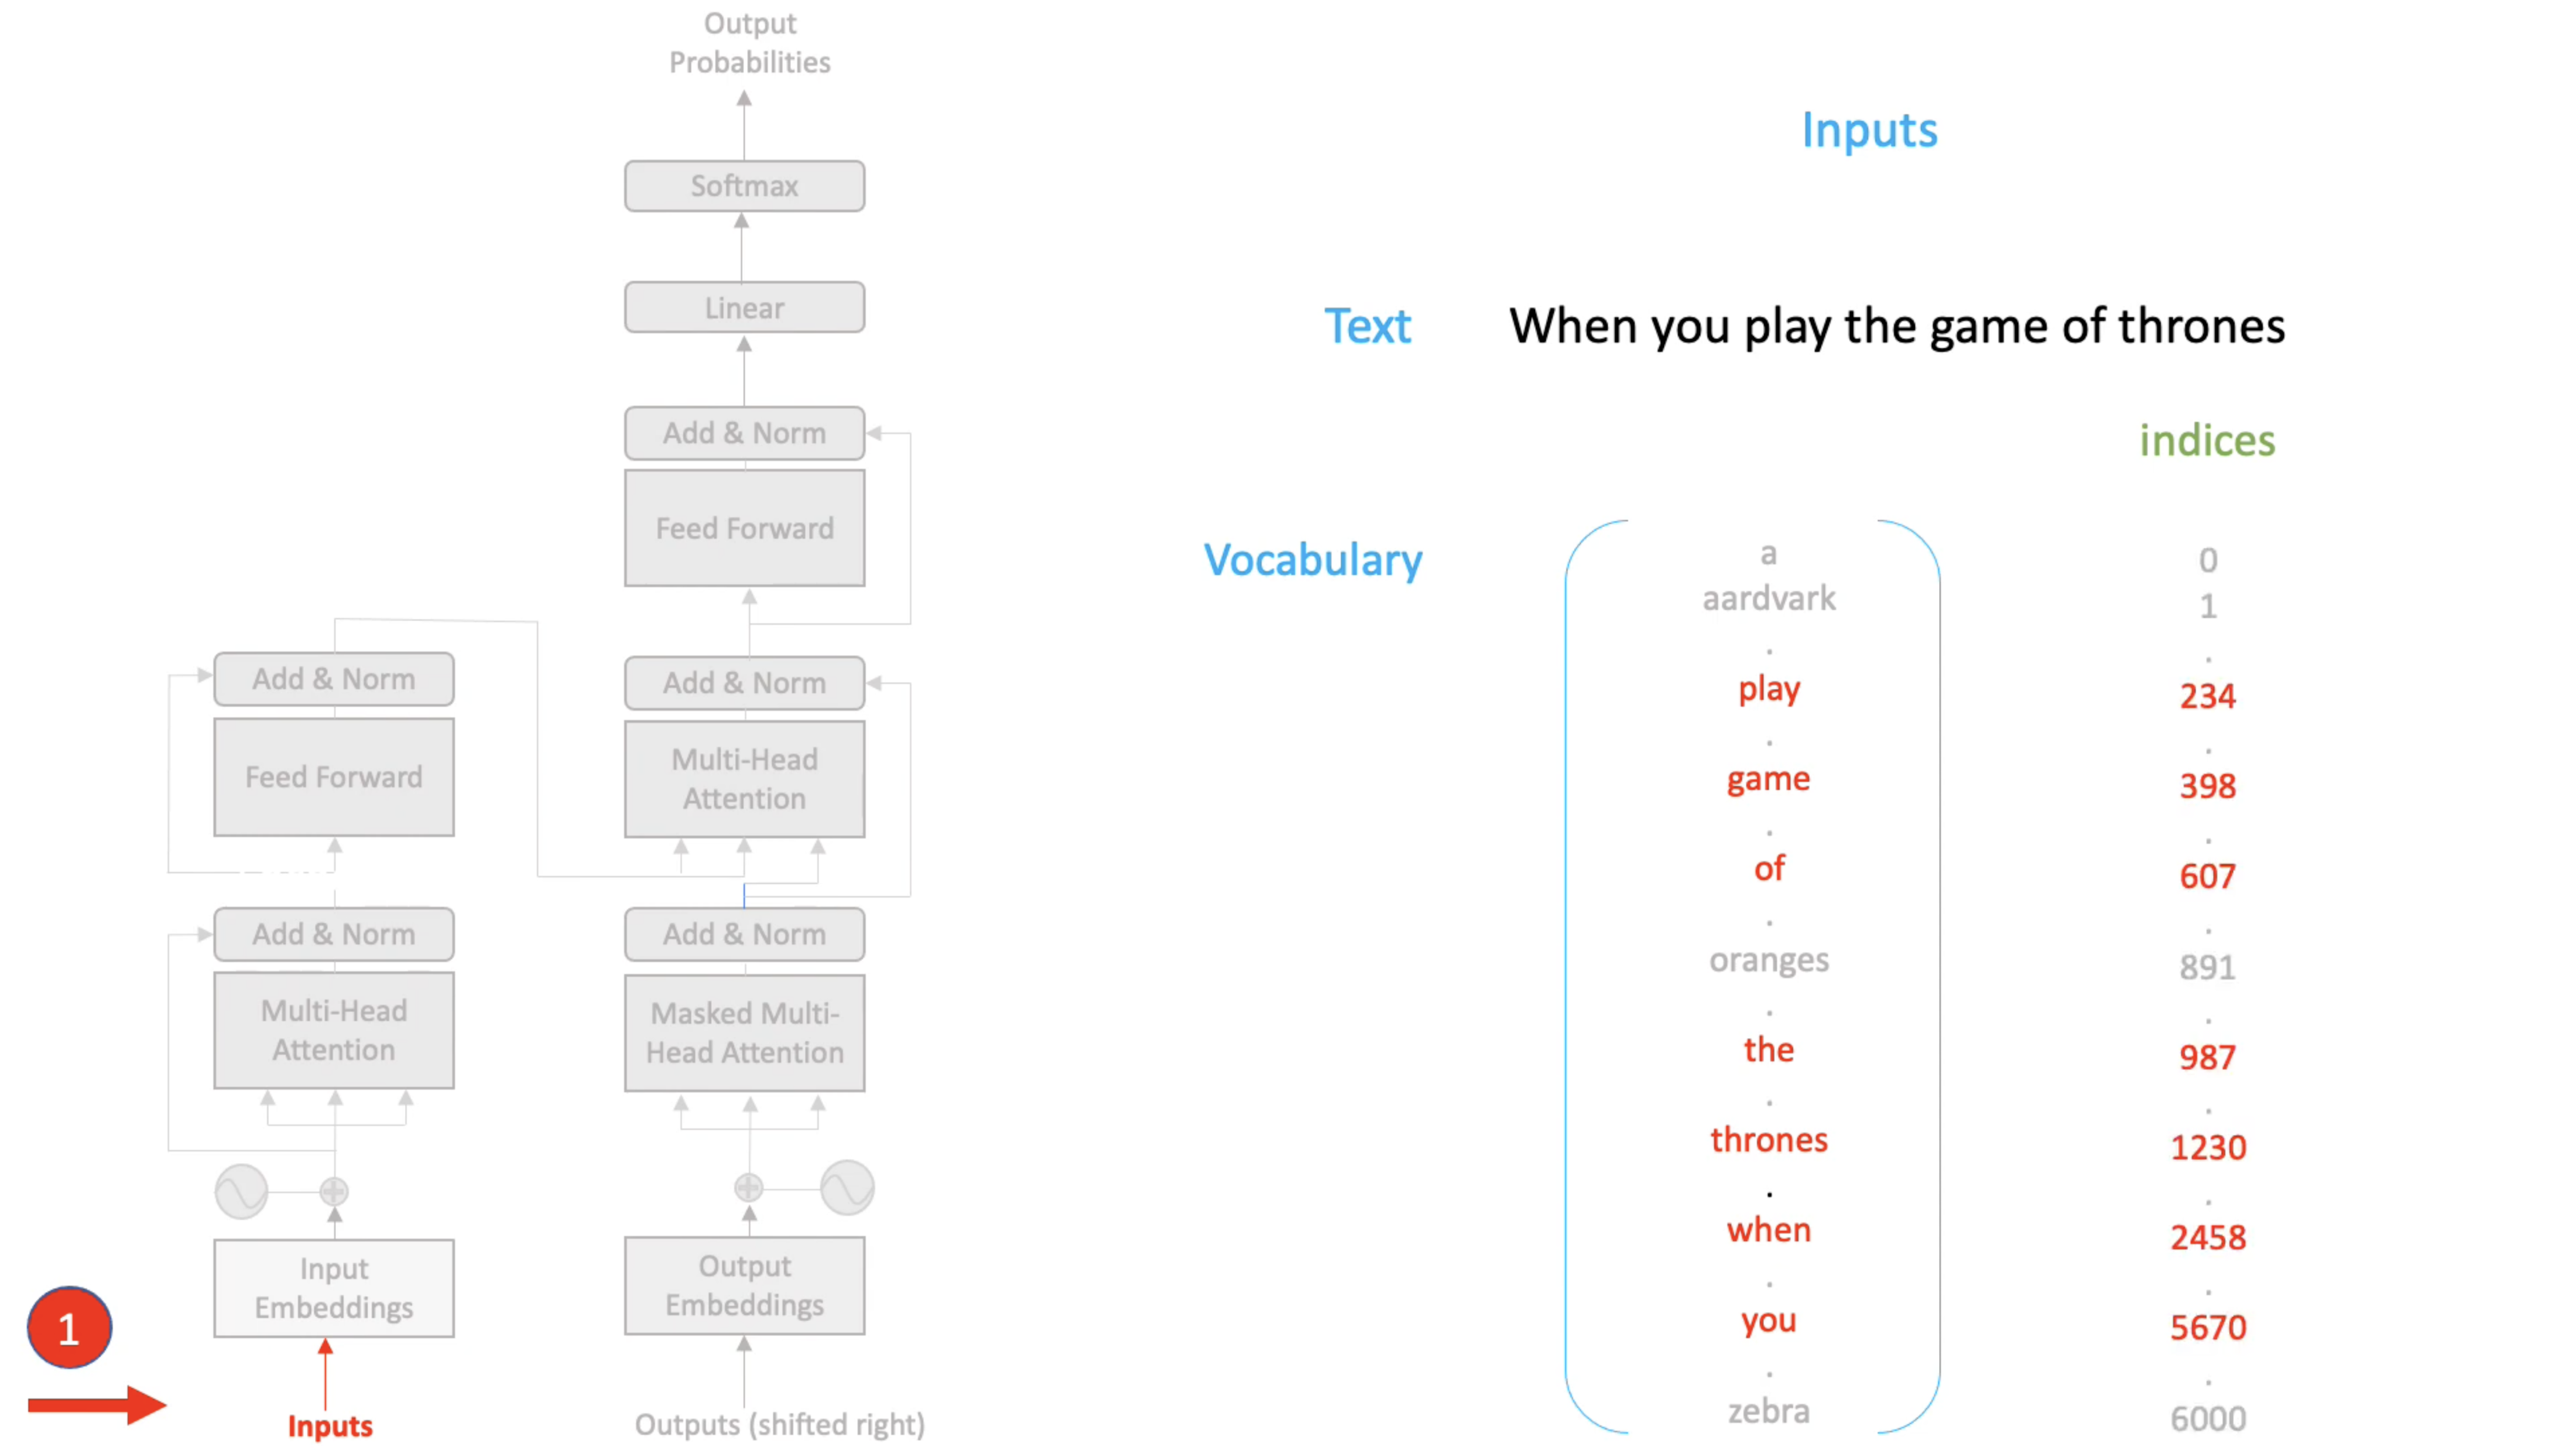 Output
Probabilities
Softmax
Linear
Add & Norm
Feed Forward
Add & Norm
Multi-Head
Attention
Add & Norm
Masked Multi-
Head Attention
Output
Embeddings
Outputs (shifted right)
Add & Norm
Feed Forward
Add & Norm
Multi-Head
Attention
Input
Embeddings
1
Inputs
Inputs
Text When you play the game of thrones
indices
Vocabulary
a 0
aardvark 1
. .
play 234
. .
game 398
. .
of 607
. .
oranges 891
. .
the 987
. .
thrones 1230
. .
when 2458
. .
you 5670
. .
zebra 6000